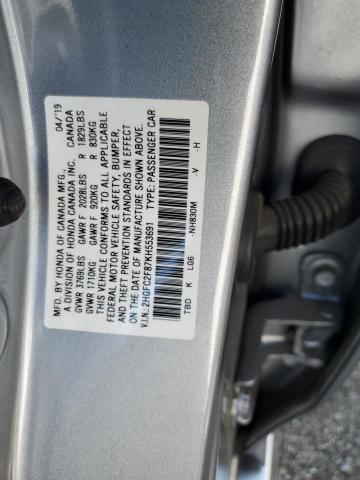 MFD. BY HONDA OF CANADA MFG., 04/19
A DIVISION OF HONDA CANADA INC. CANADA
GVWR 3769LBS GAWR F 2028LBS R 1829LBS
GVWR 1710KG GAWR F 920KG R 830KG
THIS VEHICLE CONFORMS TO ALL APPLICABLE
FEDERAL MOTOR VEHICLE SAFETY, BUMPER,
AND THEFT PREVENTION STANDARDS IN EFFECT
ON THE DATE OF MANUFACTURE SHOWN ABOVE.
V.I.N.: 2HGFC2F87KH553691 TYPE: PASSENGER CAR
TBD K LG6 -NH830M -V -H